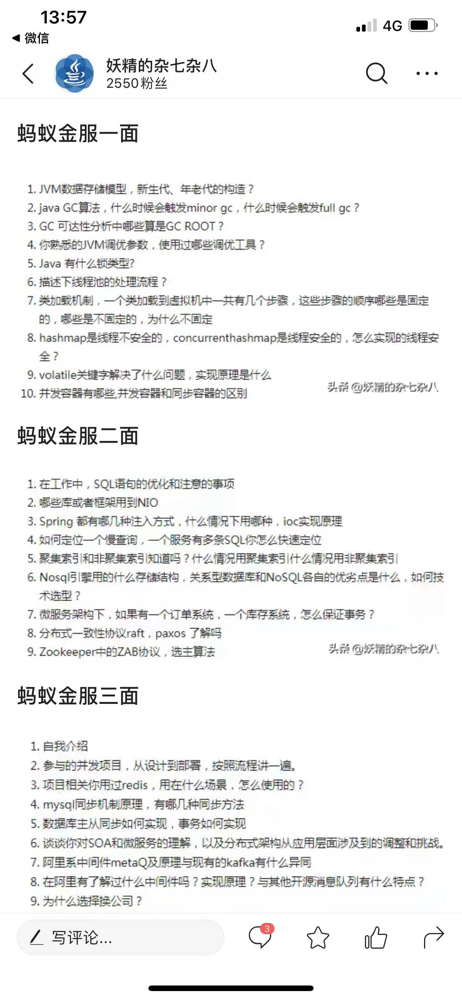 13:57
4G
微信
妖精的杂七杂八
2550粉丝
蚂蚁金服一面
1. JVM数据存储模型，新生代、年老代的构造？
2. java GC算法，什么时候会触发minor gc，什么时候会触发full gc？
3. GC 可达性分析中哪些算是GC ROOT？
4. 你熟悉的JVM调优参数，使用过哪些调优工具？
5. Java 有什么锁类型?
6. 描述下线程池的处理流程？
7. 类加载机制，一个类加载到虚拟机中一共有几个步骤，这些步骤的顺序哪些是固定
的，哪些是不固定的，为什么不固定
8. hashmap是线程不安全的，concurrenthashmap是线程安全的，怎么实现的线程安
全？
9. volatile关键字解决了什么问题，实现原理是什么
10. 并发容器有哪些,并发容器和同步容器的区别
头条 @妖精的杂七杂八
蚂蚁金服二面
1. 在工作中，SQL语句的优化和注意的事项
2. 哪些库或者框架用到NIO
3. Spring 都有哪几种注入方式，什么情况下用哪种，ioc实现原理
4. 如何定位一个慢查询，一个服务有多条SQL你怎么快速定位
5. 聚集索引和非聚集索引知道吗？什么情况用聚集索引什么情况用非聚集索引
6. Nosql引擎用的什么存储结构，关系型数据库和NoSQL各自的优劣点是什么，如何技
术选型？
7. 微服务架构下，如果有一个订单系统，一个库存系统，怎么保证事务？
8. 分布式一致性协议raft，paxos 了解吗
9. Zookeeper中的ZAB协议，选主算法
头条 @妖精的杂七杂八
蚂蚁金服三面
1. 自我介绍
2. 参与的并发项目，从设计到部署，按照流程讲一遍。
3. 项目相关你用过redis，用在什么场景，怎么使用的？
4. mysql同步机制原理，有哪几种同步方法
5. 数据库主从同步如何实现，事务如何实现
6. 谈谈你对SOA和微服务的理解，以及分布式架构从应用层面涉及到的调整和挑战。
7. 阿里系中间件metaQ及原理与现有的kafka有什么异同
8. 在阿里有了解过什么中间件吗？实现原理？与其他开源消息队列有什么特点？
9. 为什么选择换公司？
写评论...
3